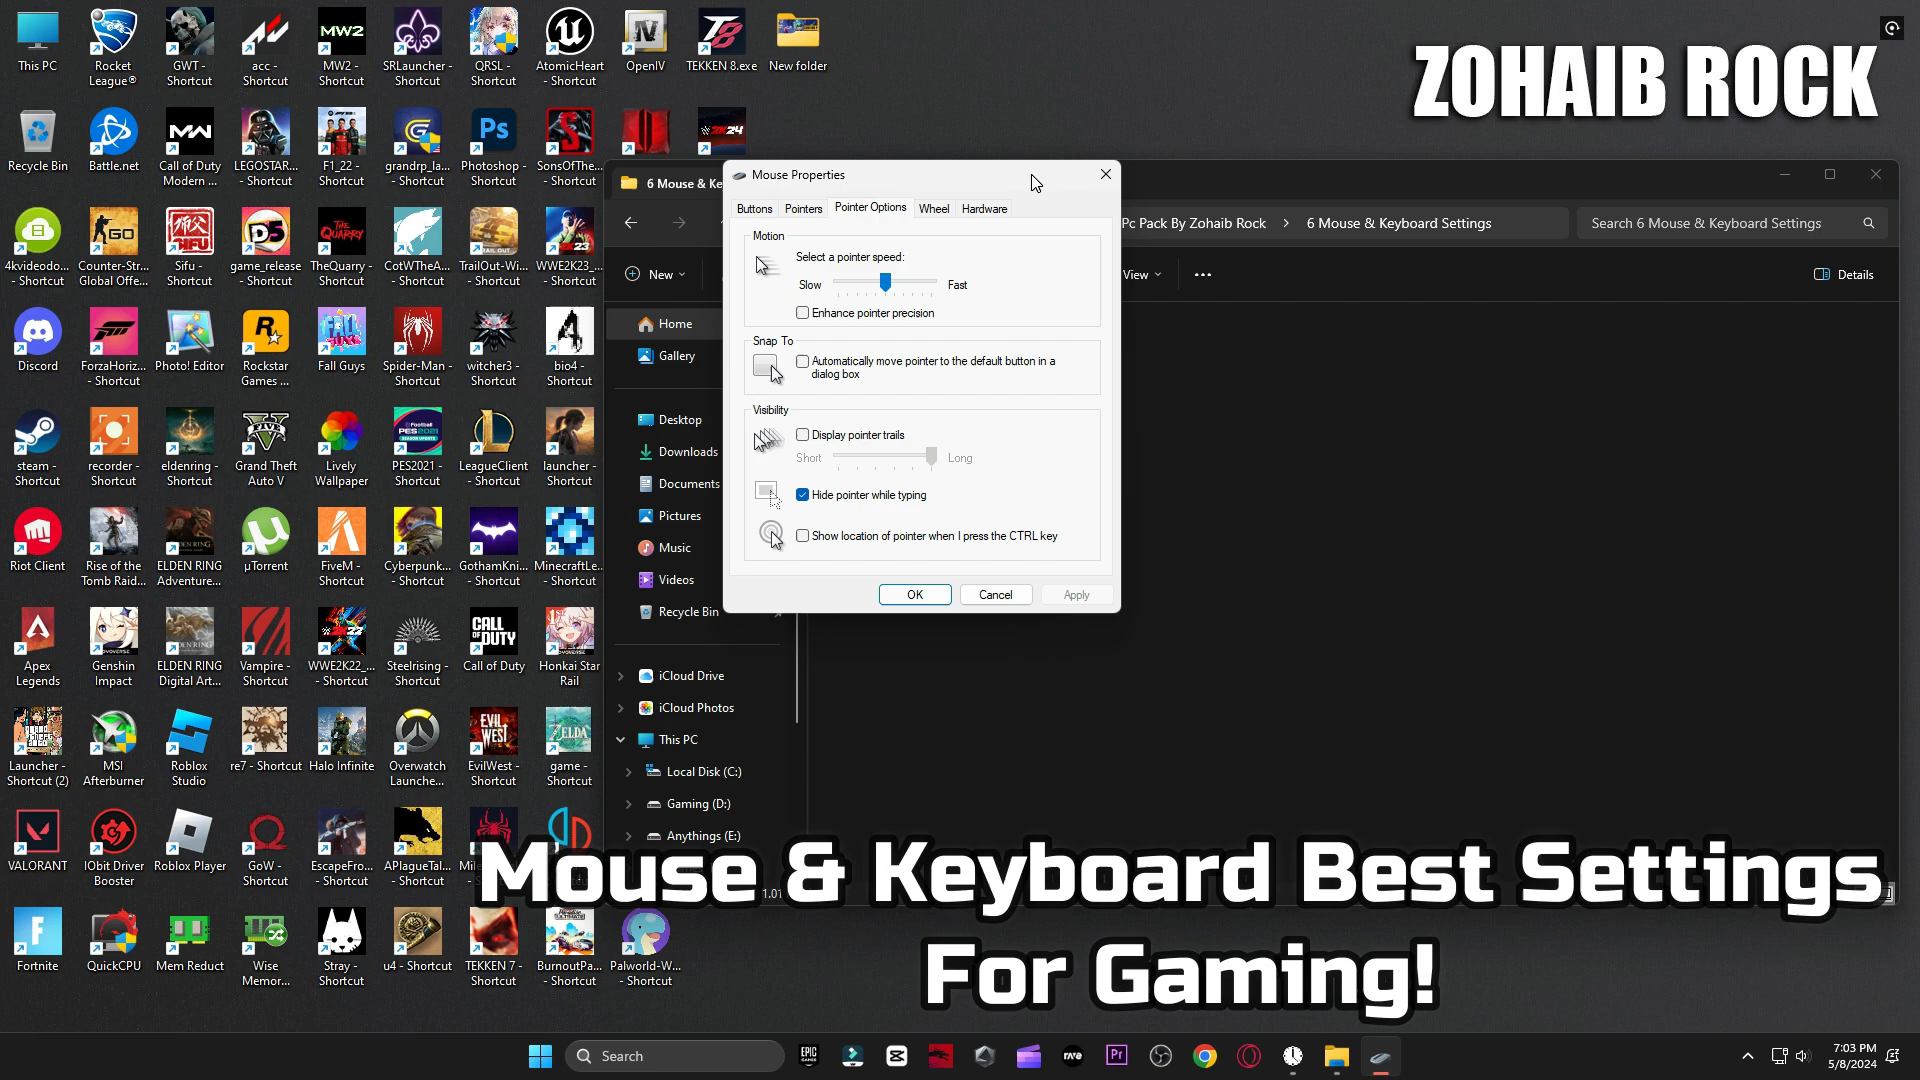 This PC
Rocket
League®
GWT -
Shortcut
acc -
Shortcut
MW2
MW2 -
Shortcut
SRLauncher -
Shortcut
QRSL -
Shortcut
AtomicHeart
- Shortcut
OpenIV
TEKKEN 8.exe
New folder
ZOHAIB ROCK
Recycle Bin
Battle.net
Call of Duty
Modern ...
LEGOSTAR...
- Shortcut
F1_22 -
Shortcut
grandrp_la...
- Shortcut
Ps
Photoshop -
Shortcut
SonsOfThe...
- Shortcut
2K24
4kvideodo...
- Shortcut
GO
Counter-Str...
Global Offe...
Sifu -
Shortcut
game_release
- Shortcut
TheQuarry -
Shortcut
CotWTheA...
- Shortcut
TrailOut-Wi...
- Shortcut
WWE2K23_...
- Shortcut
Discord
ForzaHoriz...
- Shortcut
Photo! Editor
Rockstar
Games ...
Fall Guys
Spider-Man -
Shortcut
witcher3 -
Shortcut
bio4 -
Shortcut
steam -
Shortcut
recorder -
Shortcut
eldenring -
Shortcut
Grand Theft
Auto V
Lively
Wallpaper
PES2021 -
Shortcut
LeagueClient
- Shortcut
launcher -
Shortcut
Riot Client
Rise of the
Tomb Raid...
ELDEN RING
Adventure...
µTorrent
FiveM -
Shortcut
Cyberpunk...
- Shortcut
GothamKni...
- Shortcut
MinecraftLe...
- Shortcut
Apex
Legends
Genshin
Impact
ELDEN RING
Digital Art...
Vampire -
Shortcut
WWE2K22_...
- Shortcut
Steelrising -
Shortcut
CALL OF DUTY
Call of Duty
Honkai Star
Rail
Launcher -
Shortcut (2)
MSI
Afterburner
Roblox
Studio
re7 - Shortcut
Halo Infinite
Overwatch
Launche...
EVIL WEST
EvilWest -
Shortcut
ZELDA
game -
Shortcut
VALORANT
IObit Driver
Booster
Roblox Player
GoW -
Shortcut
EscapeFro...
- Shortcut
APlagueTal...
- Shortcut
Fortnite
QuickCPU
Mem Reduct
Wise
Memor...
Stray -
Shortcut
u4 - Shortcut
TEKKEN 7 -
Shortcut
BurnoutPa...
- Shortcut
Palworld-W...
- Shortcut
6 Mouse & Ke
Pc Pack By Zohaib Rock > 6 Mouse & Keyboard Settings
Search 6 Mouse & Keyboard Settings
New
View
Details
Home
Gallery
Desktop
Downloads
Documents
Pictures
Music
Videos
Recycle Bin
iCloud Drive
iCloud Photos
This PC
Local Disk (C:)
Gaming (D:)
Anythings (E:)
Mouse Properties
Buttons Pointers Pointer Options Wheel Hardware
Motion
Select a pointer speed:
Slow Fast
Enhance pointer precision
Snap To
Automatically move pointer to the default button in a
dialog box
Visibility
Display pointer trails
Short Long
Hide pointer while typing
Show location of pointer when I press the CTRL key
OK Cancel Apply
Mouse & Keyboard Best Settings
For Gaming!
Search
EPIC GAMES
Pr
7:03 PM
5/8/2024